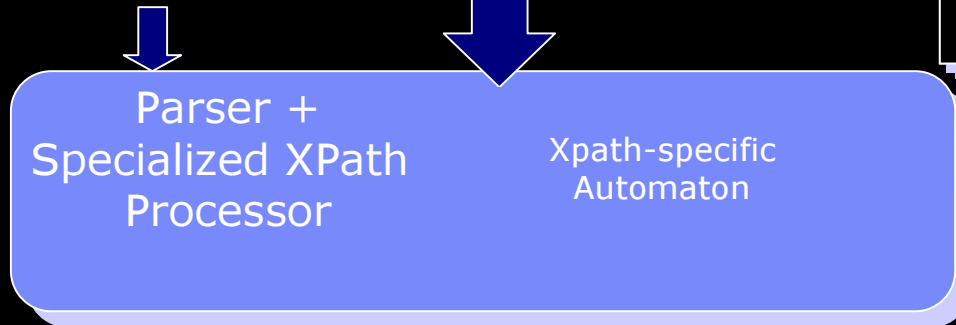 Parser +
Specialized XPath
Processor
Xpath-specific
Automaton